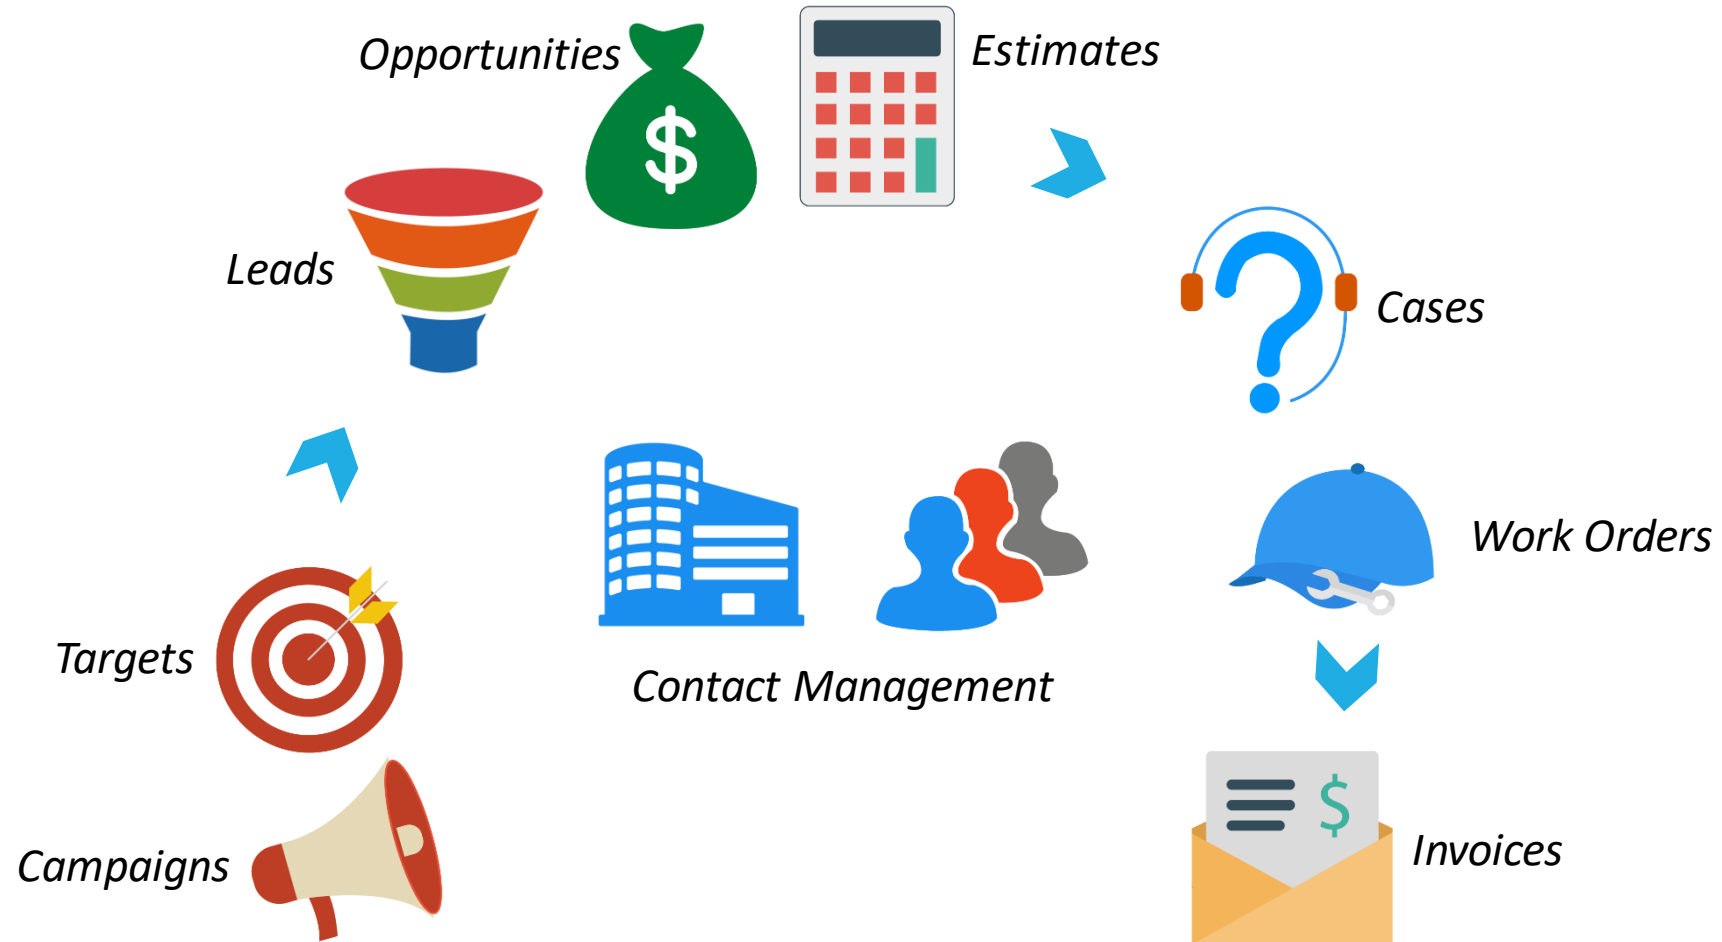 Opportunities
Estimates
$
Leads
Cases
Work Orders
Targets
Contact Management
$
Campaigns
Invoices